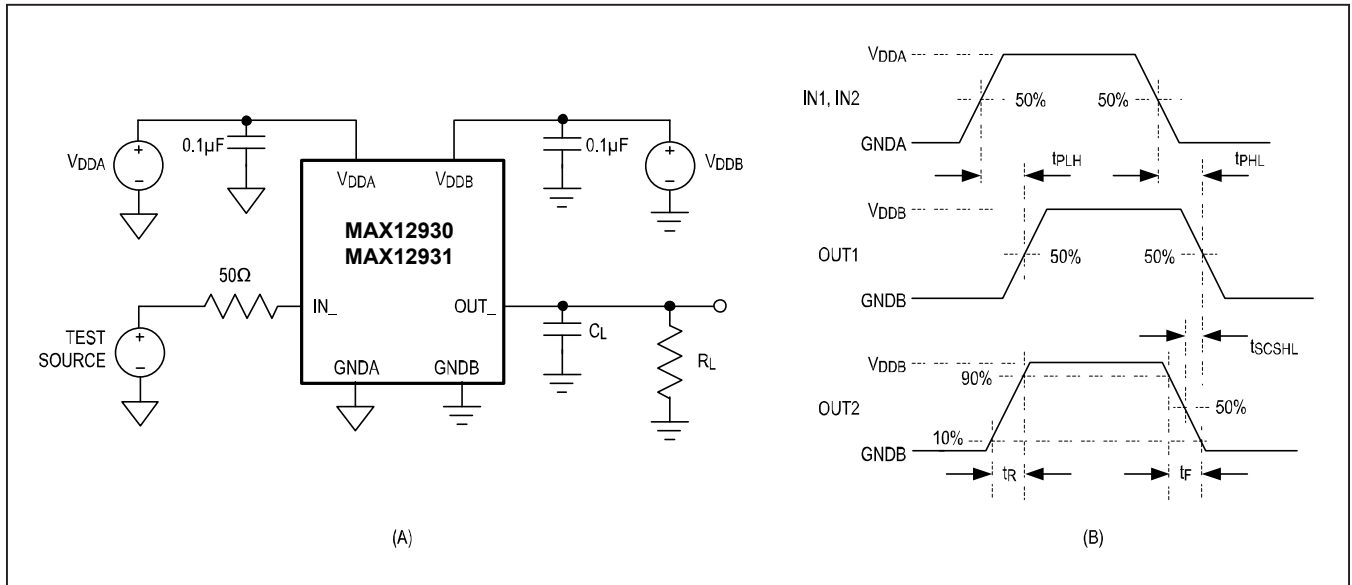 VDDA
0.1µF
0.1µF
VDDB
VDDA
VDDB
MAX12930
MAX12931
50Ω
TEST
SOURCE
IN_
OUT_
CL
RL
GNDA
GNDB
(A)
VDDA
IN1, IN2
50%
50%
GNDA
tPLH
tPHL
VDDB
OUT1
50%
50%
GNDB
tSCSHL
VDDB
90%
OUT2
50%
10%
GNDB
tR
tF
(B)